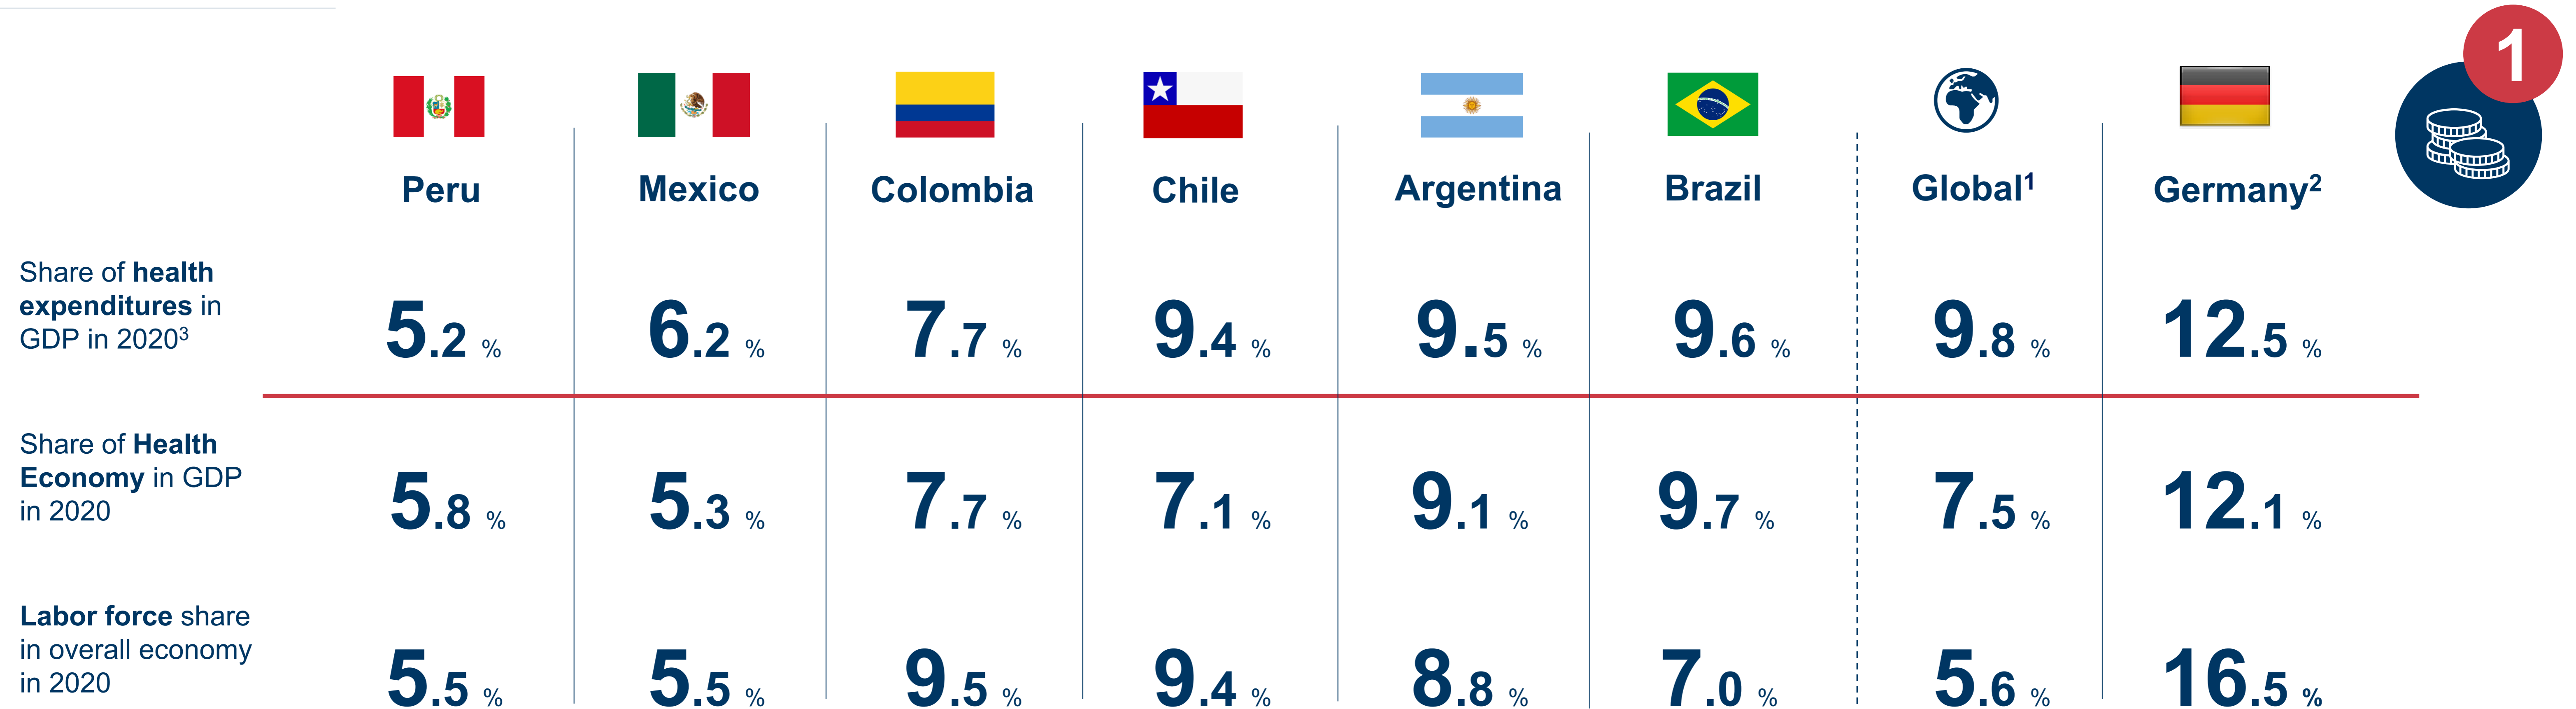 1
Peru Mexico Colombia Chile Argentina Brazil Global1 Germany2
Share of health
expenditures in
GDP in 20203
5.2 % 6.2 % 7.7 % 9.4 % 9.5 % 9.6 % 9.8 % 12.5 %
Share of Health
Economy in GDP
in 2020
5.8 % 5.3 % 7.7 % 7.1 % 9.1 % 9.7 % 7.5 % 12.1 %
Labor force share
in overall economy
in 2020
5.5 % 5.5 % 9.5 % 9.4 % 8.8 % 7.0 % 5.6 % 16.5 %